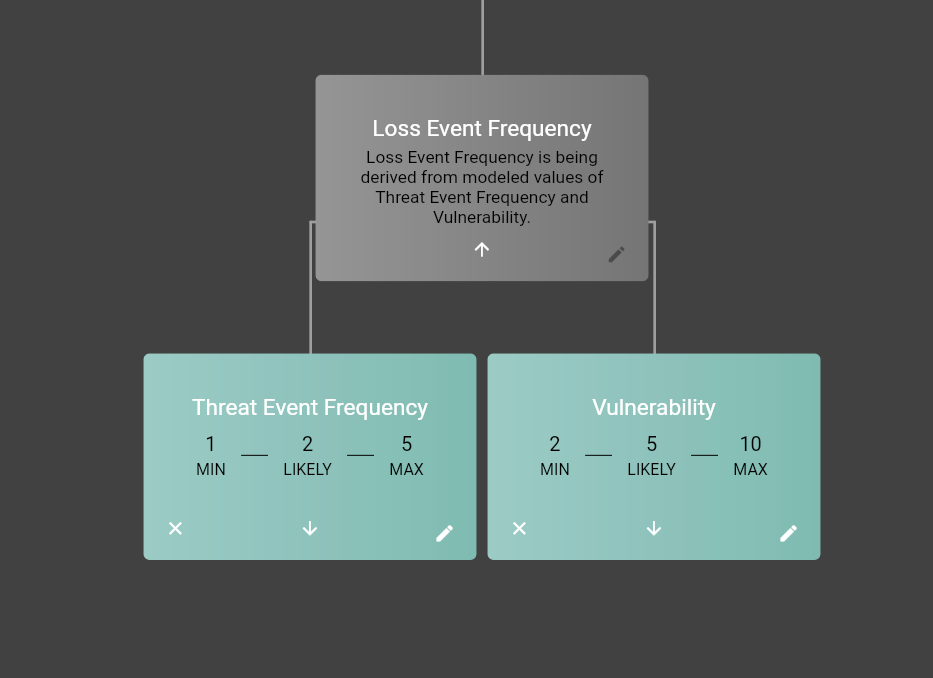 Loss Event Frequency
Loss Event Frequency is being
derived from modeled values of
Threat Event Frequency and
Vulnerability.
Threat Event Frequency
1 2 5
MIN LIKELY MAX
Vulnerability
2 5 10
MIN LIKELY MAX